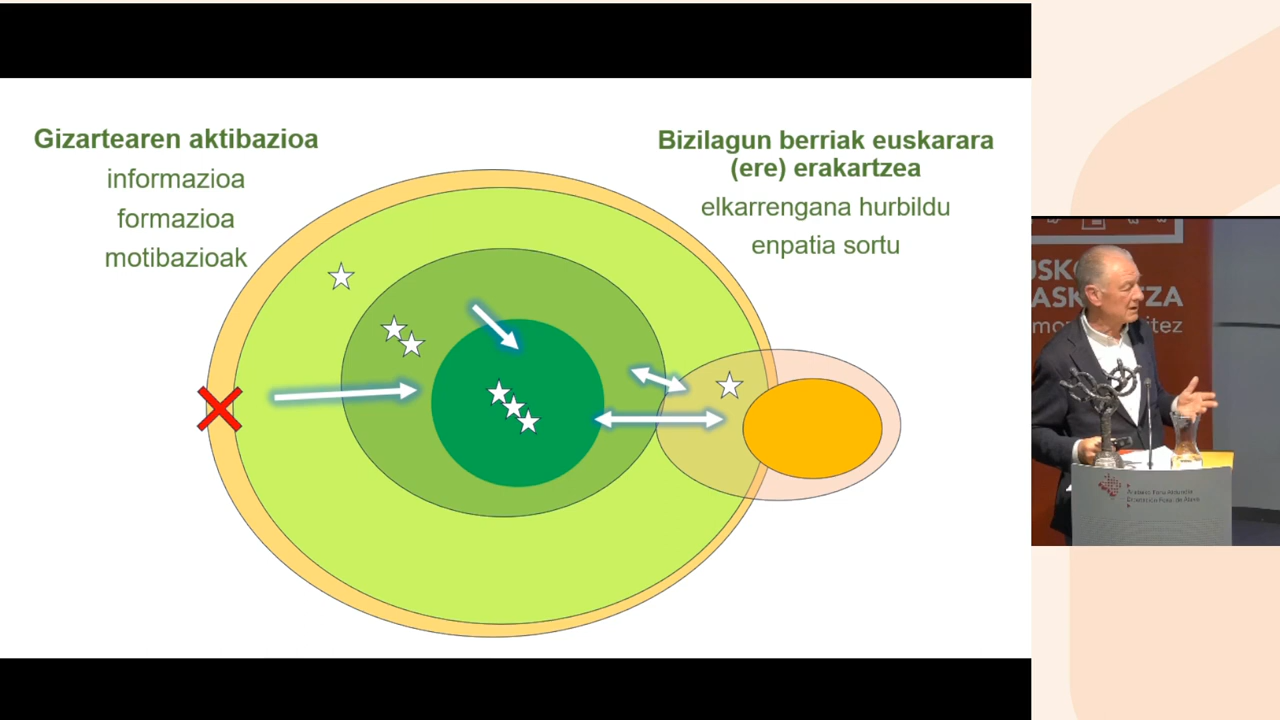 Gizartearen aktibazioa
informazioa
formazioa
motibazioak
Bizilagun berriak euskarara
(ere) erakartzea
elkarrengana hurbildu
enpatia sortu